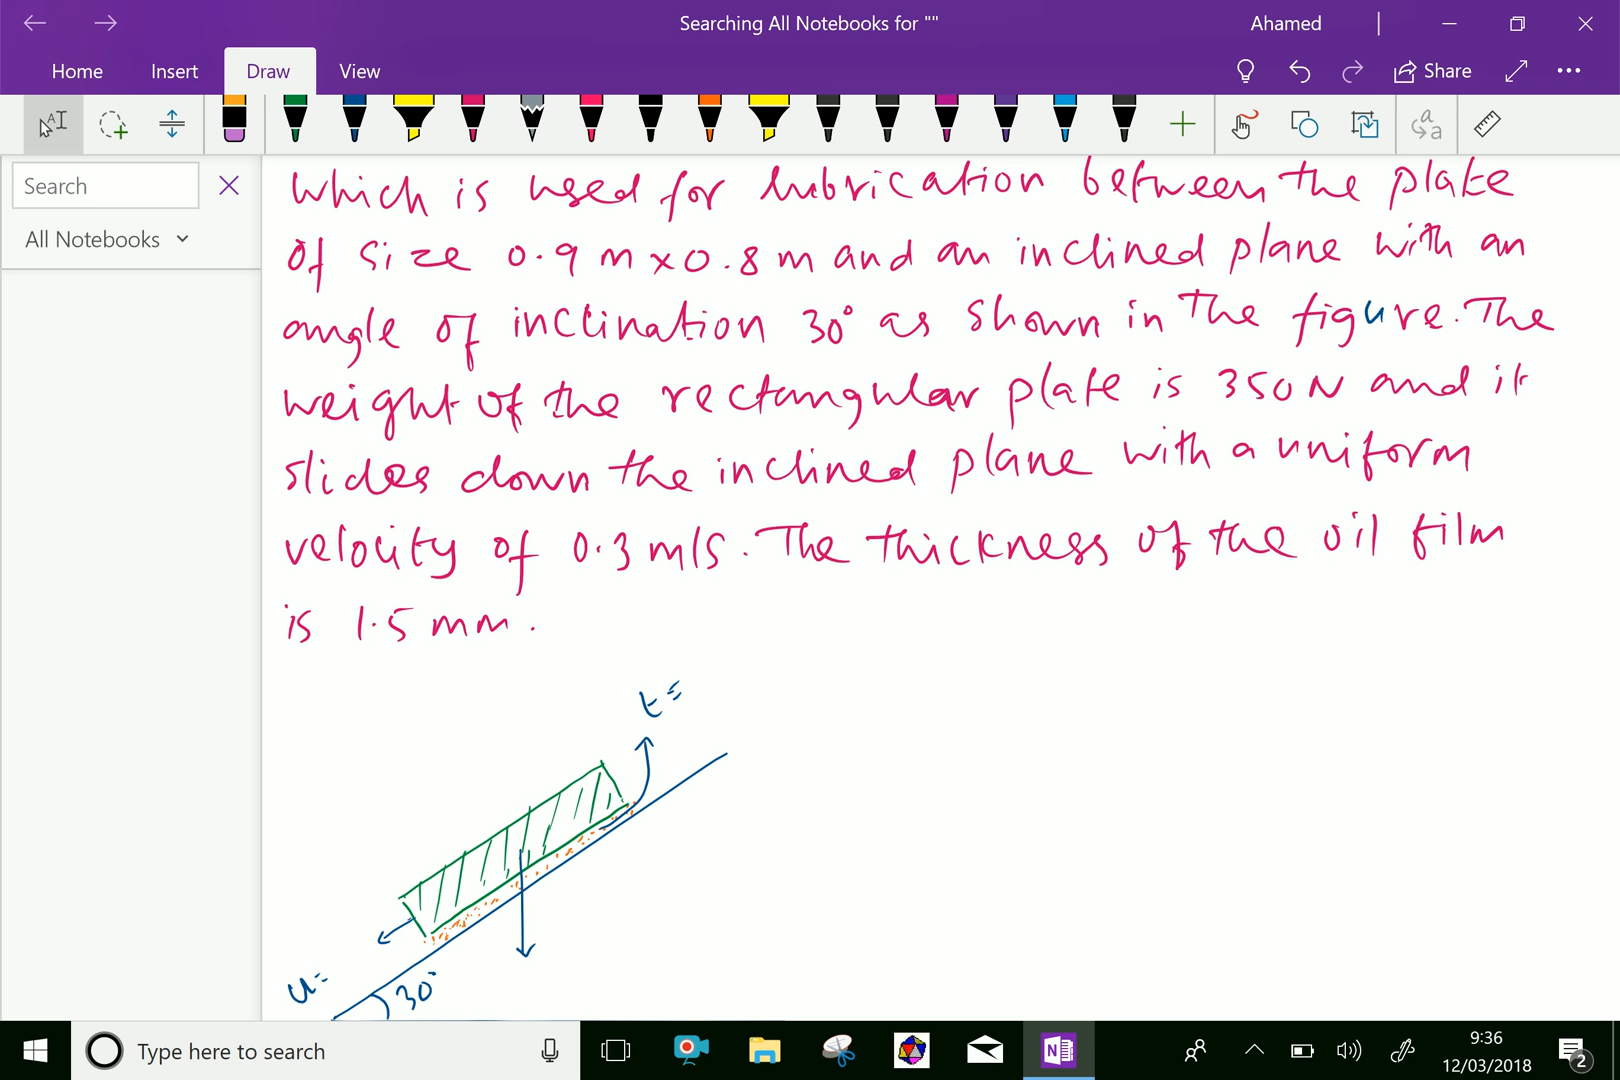 Searching All Notebooks for ""
Ahamed
Home
Insert
Draw
View
Share
Search
All Notebooks
which is used for lubrication between the plate
of size 0.9 m x 0.8 m and an inclined plane with an
angle of inclination 30° as shown in the figure. The
weight of the rectangular plate is 350N and it
slides down the inclined plane with a uniform
velocity of 0.3 m/s. The thickness of the oil film
is 1.5 mm.
t=
u=
30°
Type here to search
N
9:36
12/03/2018
2